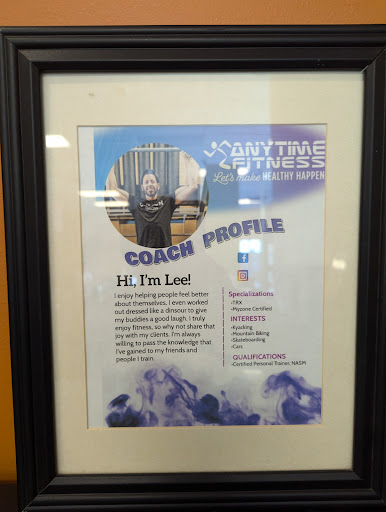 ANYTIME
FITNESS
Let's make HEALTHY HAPPEN
COACH PROFILE
Hi, I'm Lee!
I enjoy helping people feel better
about themselves. I even worked
out dressed like a dinsour to give
my buddies a good laugh. I truly
enjoy fitness, so why not share that
joy with my clients. I'm always
willing to pass the knowledge that
I've gained to my friends and
people I train.
Specializations
-TRX
-Myzone Certified!
INTERESTS
-Kyacking
-Mountain Biking
-Skateboarding
-Cars
QUALIFICATIONS
-Certified Personal Trainer, NASM